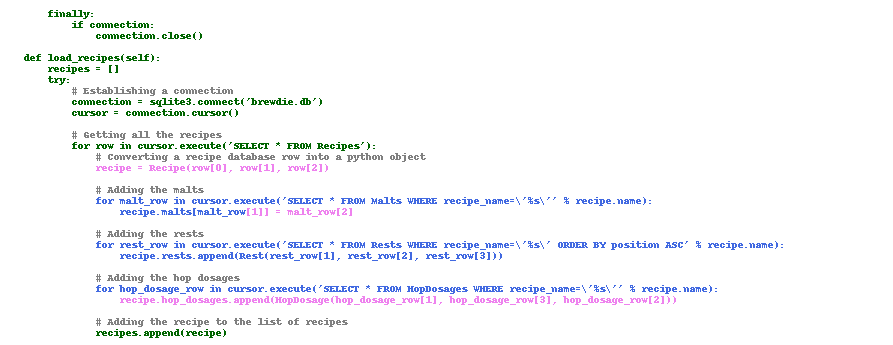 finally:
if connection:
connection.close()
def load_recipes(self):
recipes = []
try:
# Establishing a connection
connection = sqlite3.connect('brewdie.db')
cursor = connection.cursor()
# Getting all the recipes
for row in cursor.execute('SELECT * FROM Recipes'):
# Converting a recipe database row into a python object
recipe = Recipe(row[0], row[1], row[2])
# Adding the malts
for malt_row in cursor.execute('SELECT * FROM Malts WHERE recipe_name=\'%s\'' % recipe.name):
recipe.malts[malt_row[1]] = malt_row[2]
# Adding the rests
for rest_row in cursor.execute('SELECT * FROM Rests WHERE recipe_name=\'%s\' ORDER BY position ASC' % recipe.name):
recipe.rests.append(Rest(rest_row[1], rest_row[2], rest_row[3]))
# Adding the hop dosages
for hop_dosage_row in cursor.execute('SELECT * FROM HopDosages WHERE recipe_name=\'%s\'' % recipe.name):
recipe.hop_dosages.append(HopDosage(hop_dosage_row[1], hop_dosage_row[3], hop_dosage_row[2]))
# Adding the recipe to the list of recipes
recipes.append(recipe)